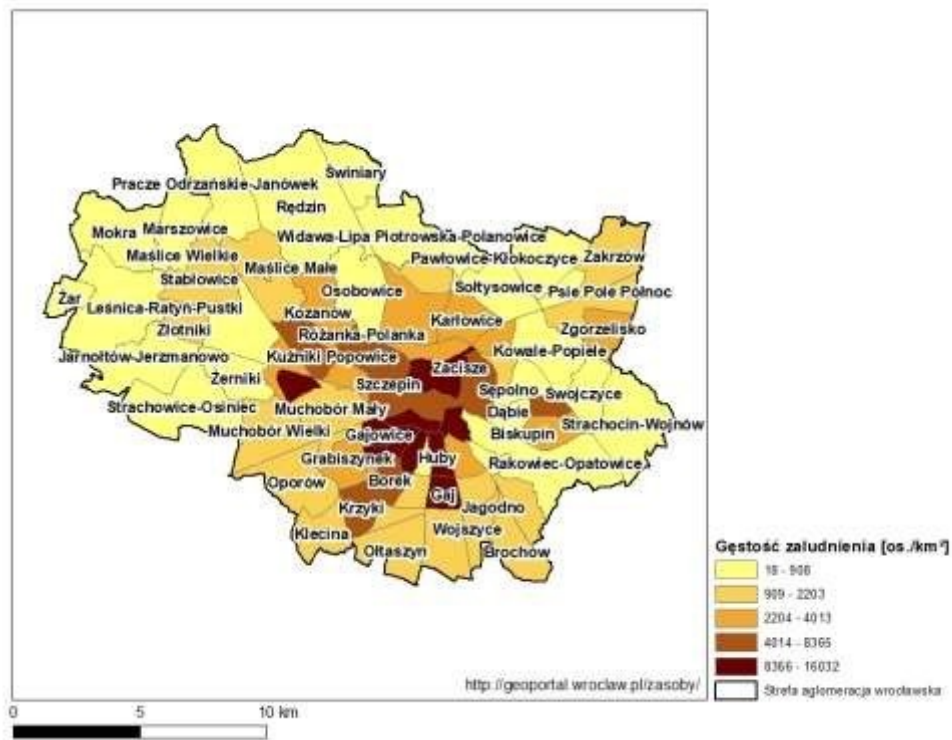 Świniary
Pracze Odrzańskie-Janówek
Rędzin
Mokra
Marszowice
Widawa-Lipa Piotrowska-Polanowice
Maślice Wielkie
Pawłowice-Kłokoczyce
Zakrzów
Maślice Małe
Stabłowice
Sołtysowice
Psie Pole Północ
Osobowice
Żar
Leśnica-Ratyń-Pustki
Kozanów
Karłowice
Złotniki
Różanka-Polanka
Zgorzelisko
Jarnołtów-Jerzmanowo
Kuźniki
Popowice
Kowale-Popiele
Żerniki
Szczepin
Zacisze
Sępolno
Swojczyce
Strachowice-Osiniec
Muchobór Mały
Dąbie
Strachocin-Wojnów
Muchobór Wielki
Gajowice
Biskupin
Grabiszynek
Huby
Rakowiec-Opatowice
Oporów
Borek
Gaj
Krzyki
Jagodno
Klecina
Wojszyce
Ołtaszyn
Brochów
Gęstość zaludnienia [os./km²]
18 - 908
909 - 2203
2204 - 4013
4014 - 8365
8366 - 16032
Strefa aglomeracja wrocławska
http://geoportal.wroclaw.pl/zasoby/
0 5 10 km